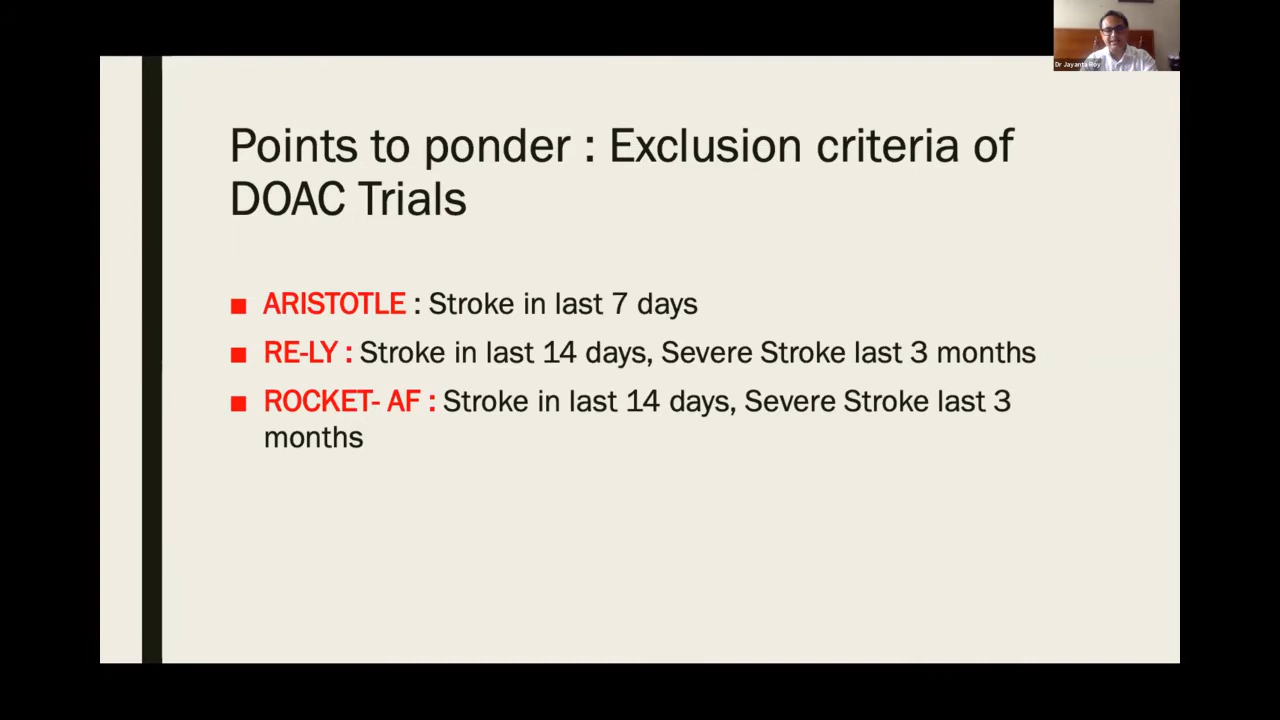 Dr Jayanta Roy
Points to ponder : Exclusion criteria of
DOAC Trials
■ ARISTOTLE : Stroke in last 7 days
■ RE-LY : Stroke in last 14 days, Severe Stroke last 3 months
■ ROCKET- AF : Stroke in last 14 days, Severe Stroke last 3
months